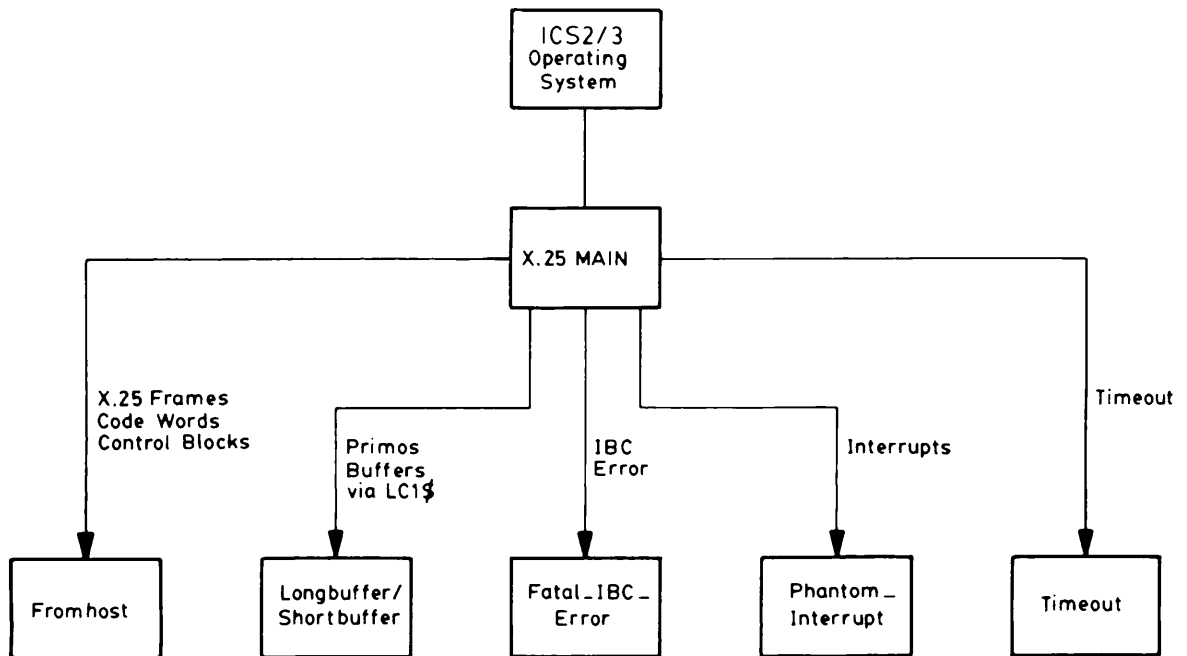 ICS2/3
Operating
System
X.25 MAIN
X.25 Frames
Code Words
Control Blocks
Primos
Buffers
via LC1$
IBC
Error
Interrupts
Timeout
Fromhost
Longbuffer/
Shortbuffer
Fatal_IBC_
Error
Phantom_
Interrupt
Timeout